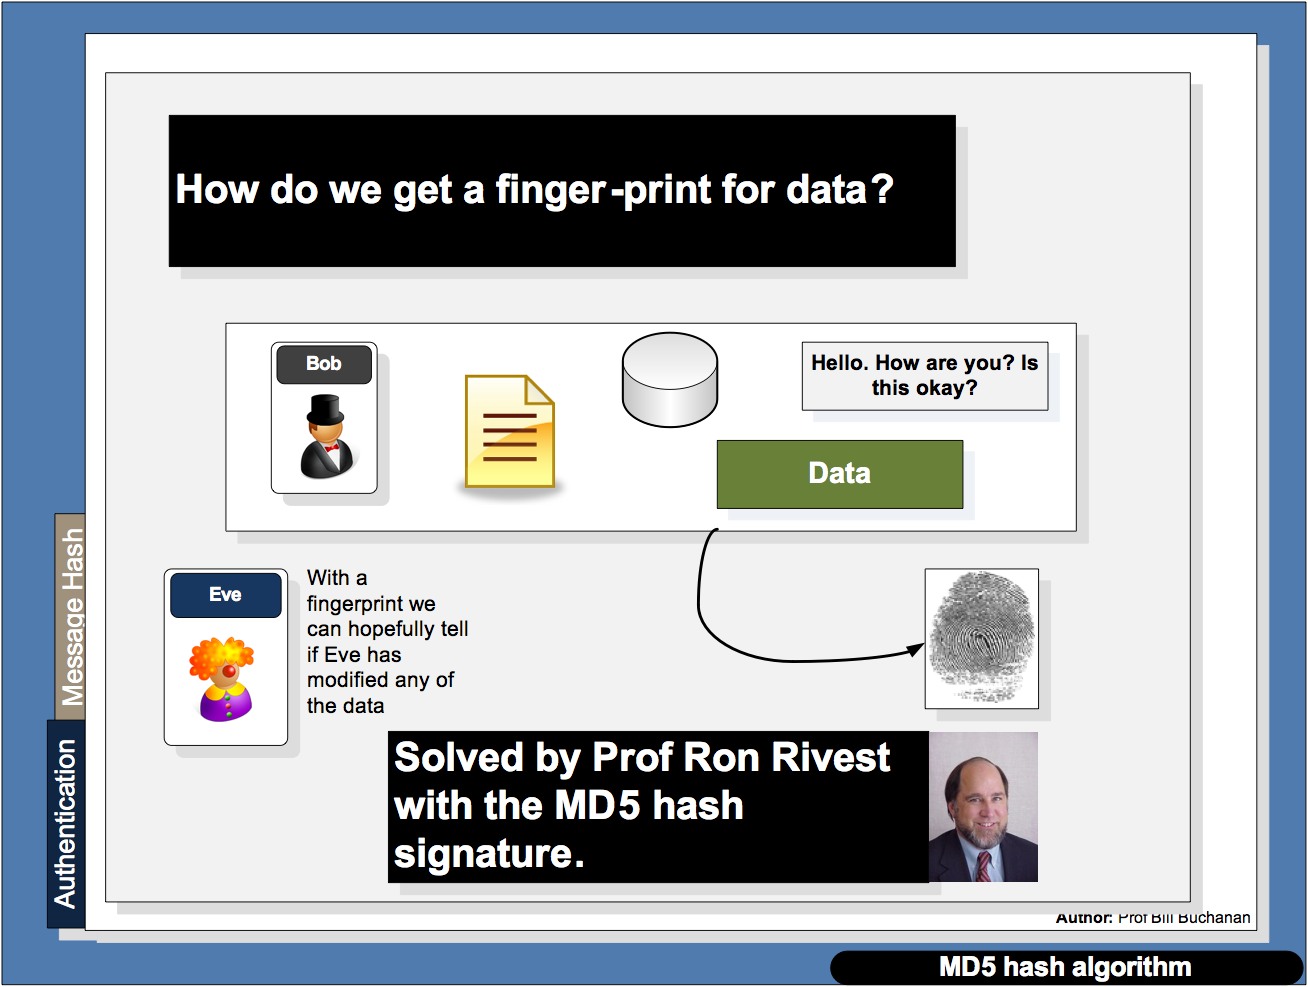 How do we get a finger-print for data?
Bob
Hello. How are you? Is
this okay?
Data
Eve
With a
fingerprint we
can hopefully tell
if Eve has
modified any of
the data
Message Hash
Authentication
Solved by Prof Ron Rivest
with the MD5 hash
signature.
Author: Prof Bill Buchanan
MD5 hash algorithm